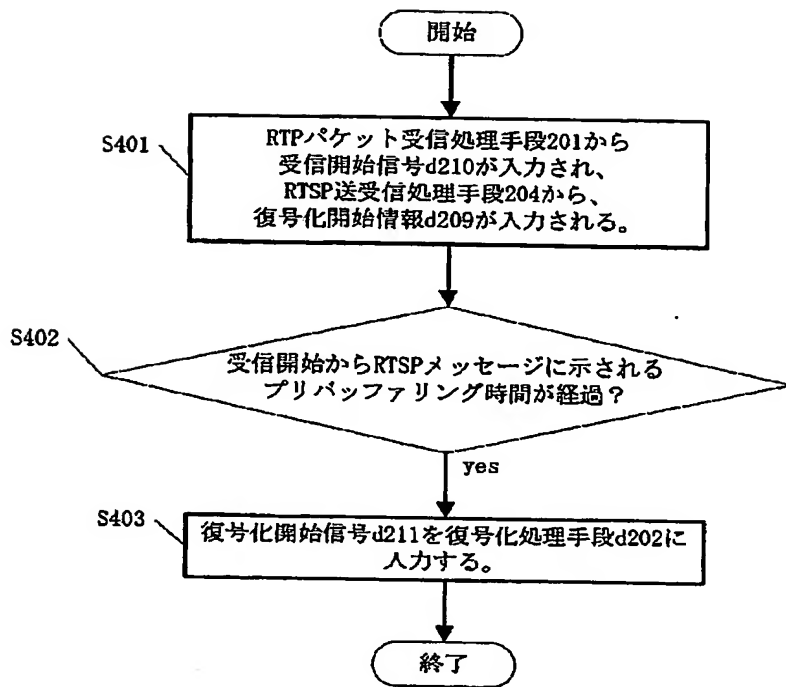 開始
S401
RTPパケット受信処理手段201から
受信開始信号d210が入力され、
RTSP送受信処理手段204から、
復号化開始情報d209が入力される。
S402
受信開始からRTSPメッセージに示される
プリバッファリング時間が経過？
yes
S403
復号化開始信号d211を復号化処理手段d202に
入力する。
終了